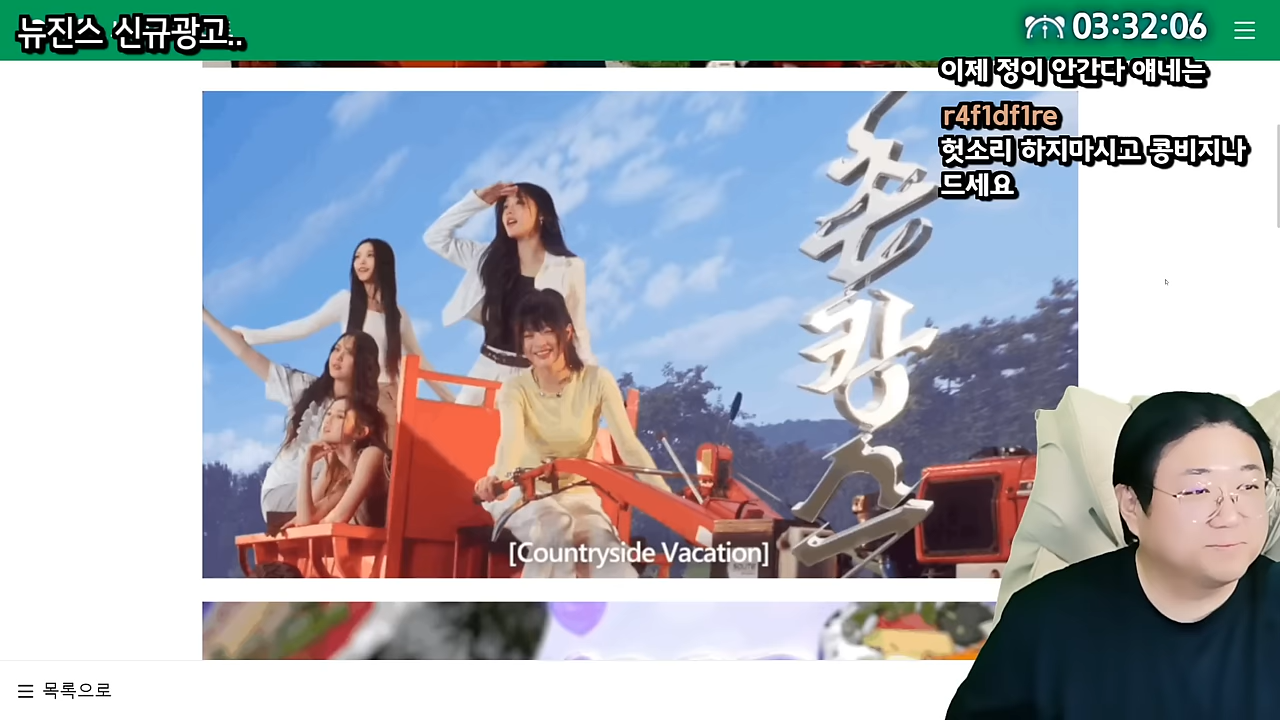 뉴진스 신규광고..
03:32:06
이제 정이 안간다 얘네는
r4f1df1re
헛소리 하지마시고 콩비지나
드세요
촌캉스
[Countryside Vacation]
목록으로